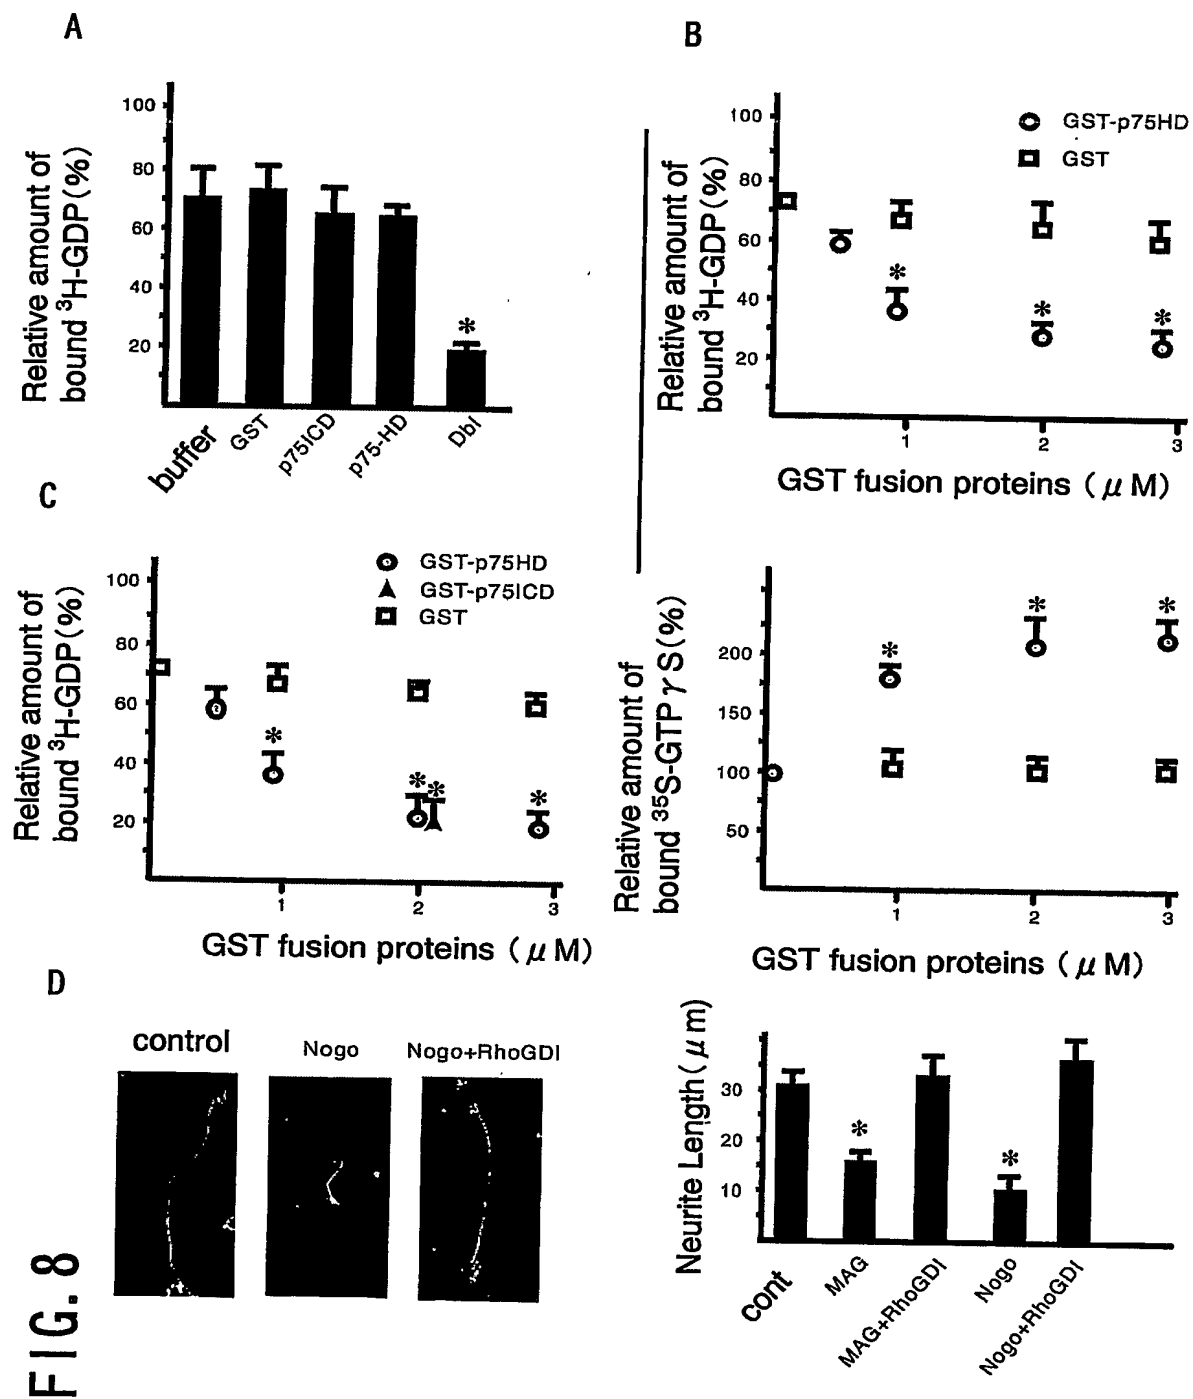 A
Relative amount of
bound ³H-GDP(%)
100
80
60
40
20
*
buffer
GST
p75ICD
p75-HD
Dbl
B
Relative amount of
bound ³H-GDP(%)
100
80
60
40
20
GST-p75HD
GST
*
*
*
1
2
3
GST fusion proteins (μM)
Relative amount of
bound ³⁵S-GTPγS(%)
200
150
100
50
*
*
*
1
2
3
GST fusion proteins (μM)
C
Relative amount of
bound ³H-GDP(%)
100
80
60
40
20
GST-p75HD
GST-p75ICD
GST
*
*
*
*
1
2
3
GST fusion proteins (μM)
D
control
Nogo
Nogo+RhoGDI
Neurite Length(μm)
30
20
10
*
*
cont
MAG
MAG+RhoGDI
Nogo
Nogo+RhoGDI
FIG. 8